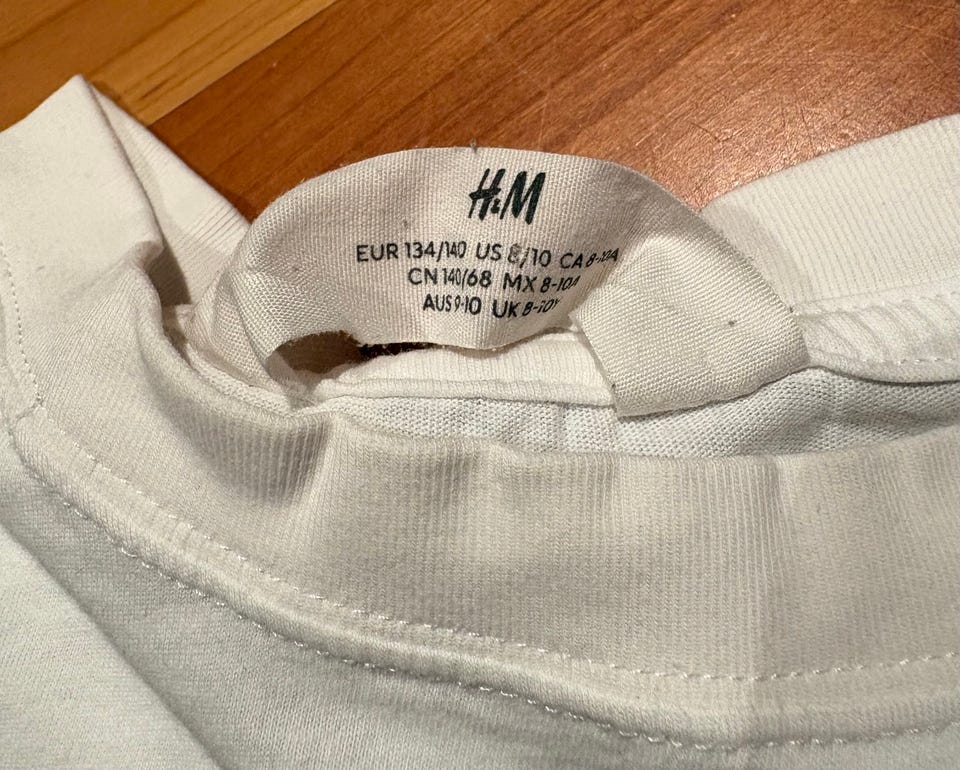 H&M
EUR 134/140 US 8/10 CA 8-10A
CN 140/68 MX 8-10A
AUS 9-10 UK 8-10Y